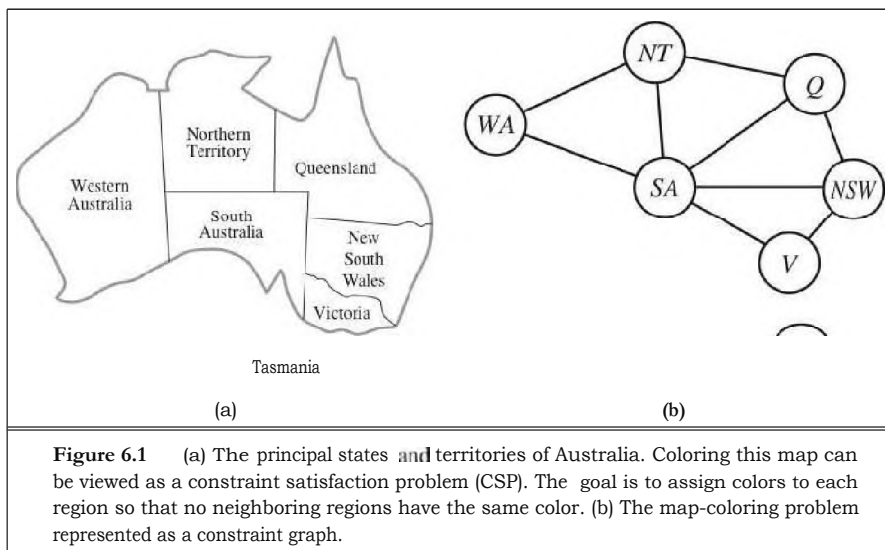 Northern
Territory
Western
Australia
Queensland
South
Australia
New
South
Wales
Victoria
Tasmania
(a)
NT
Q
WA
SA
NSW
V
(b)
Figure 6.1 (a) The principal states and territories of Australia. Coloring this map can
be viewed as a constraint satisfaction problem (CSP). The goal is to assign colors to each
region so that no neighboring regions have the same color. (b) The map-coloring problem
represented as a constraint graph.